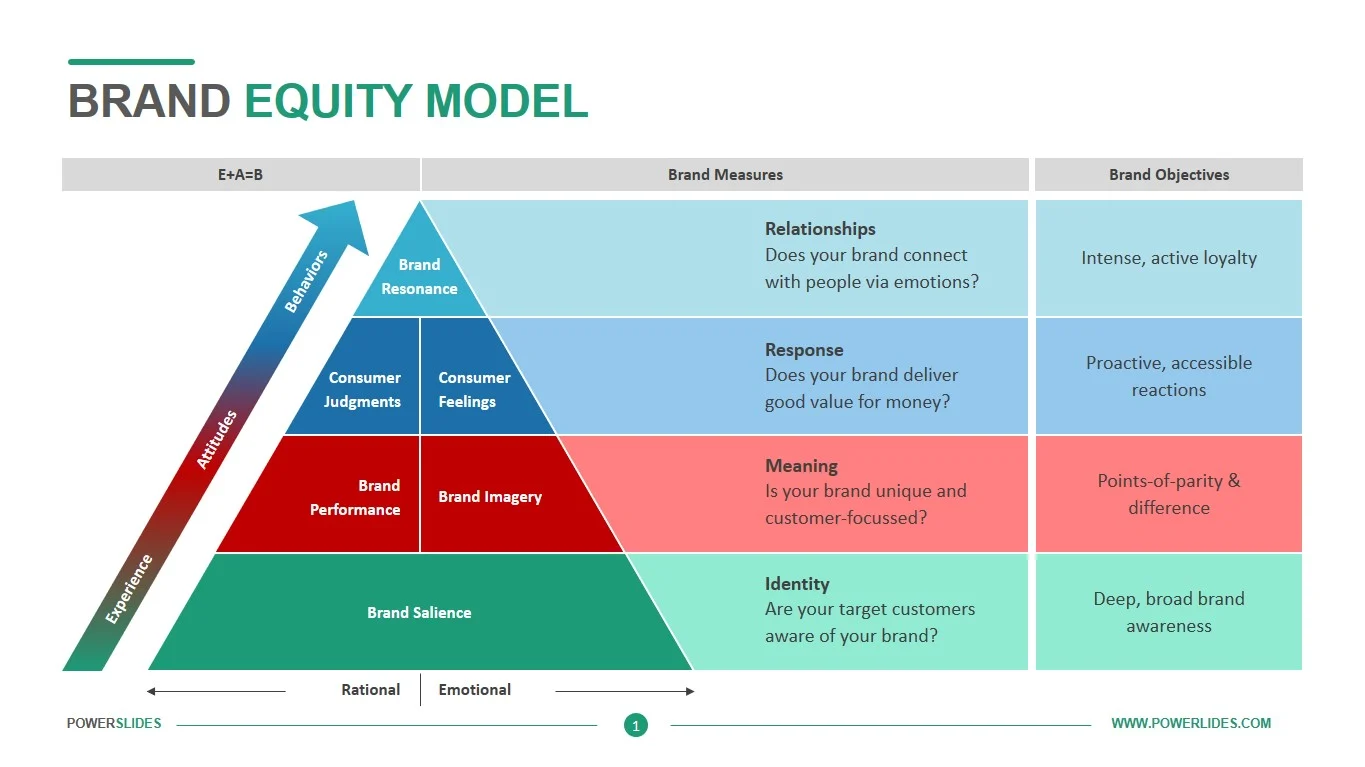 BRAND EQUITY MODEL
E+A=B
Brand Measures
Brand Objectives
Behaviors
Attitudes
Experience
Brand
Resonance
Relationships
Does your brand connect
with people via emotions?
Intense, active loyalty
Consumer
Judgments
Consumer
Feelings
Response
Does your brand deliver
good value for money?
Proactive, accessible
reactions
Brand
Performance
Brand Imagery
Meaning
Is your brand unique and
customer-focussed?
Points-of-parity &
difference
Brand Salience
Identity
Are your target customers
aware of your brand?
Deep, broad brand
awareness
Rational
Emotional
POWERSLIDES
1
WWW.POWERLIDES.COM